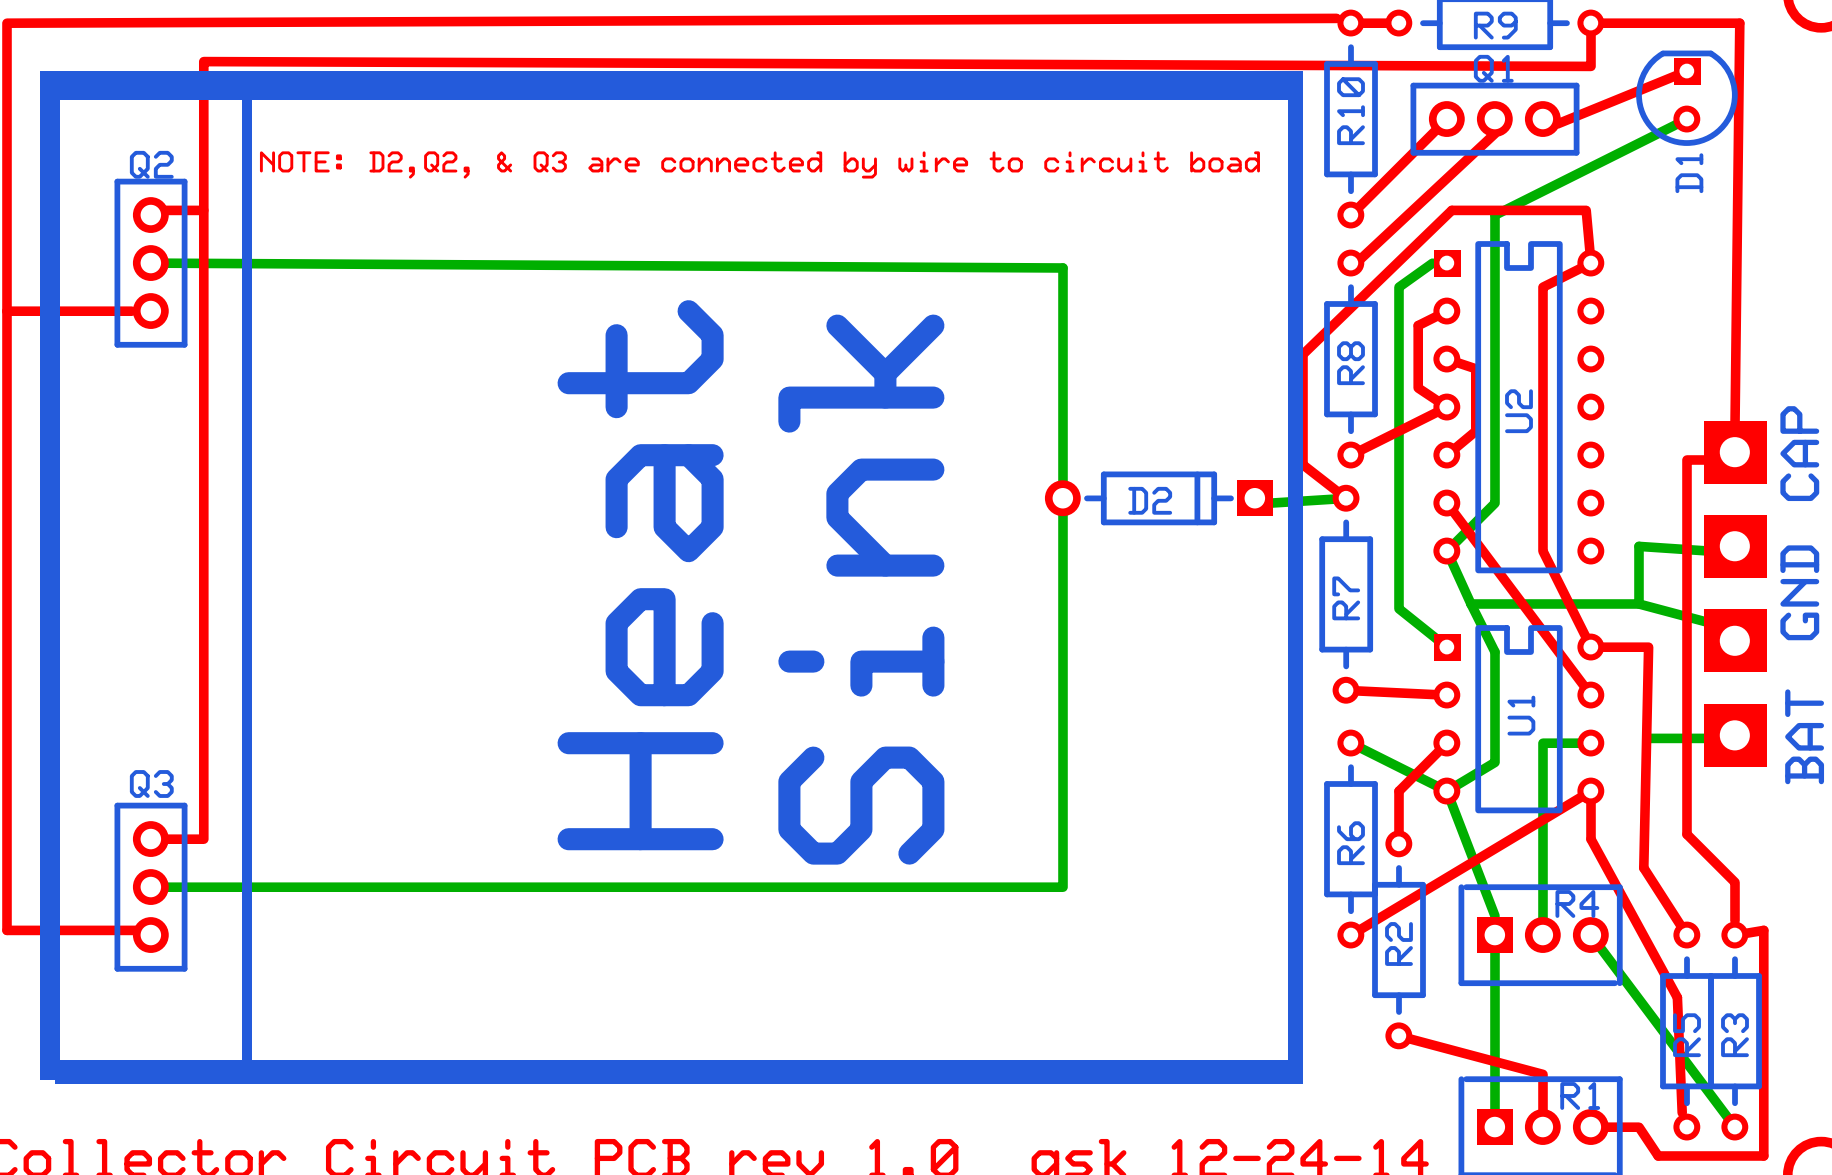 R9
Q1
R10
D1
Q2
NOTE: D2,Q2, & Q3 are connected by wire to circuit boad
Heat
Sink
R8
U2
CAP
D2
GND
R7
U1
BAT
Q3
R6
R4
R2
R5
R3
R1
Collector Circuit PCB rev 1.0 gsk 12-24-14